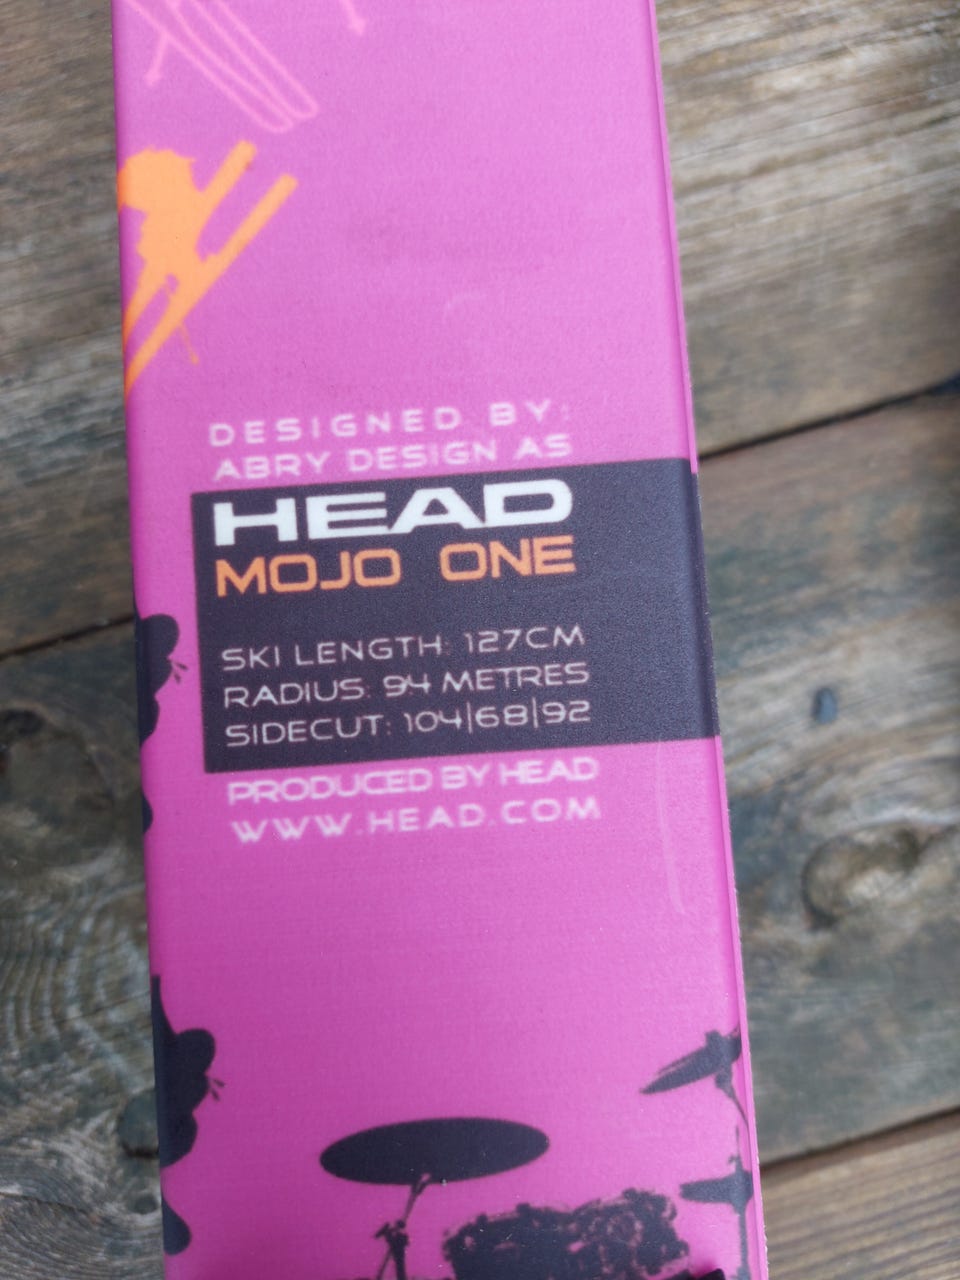 DESIGNED BY:
ABRY DESIGN AS
HEAD
MOJO ONE
SKI LENGTH: 127CM
RADIUS: 94 METRES
SIDECUT: 104|68|92
PRODUCED BY HEAD
WWW.HEAD.COM